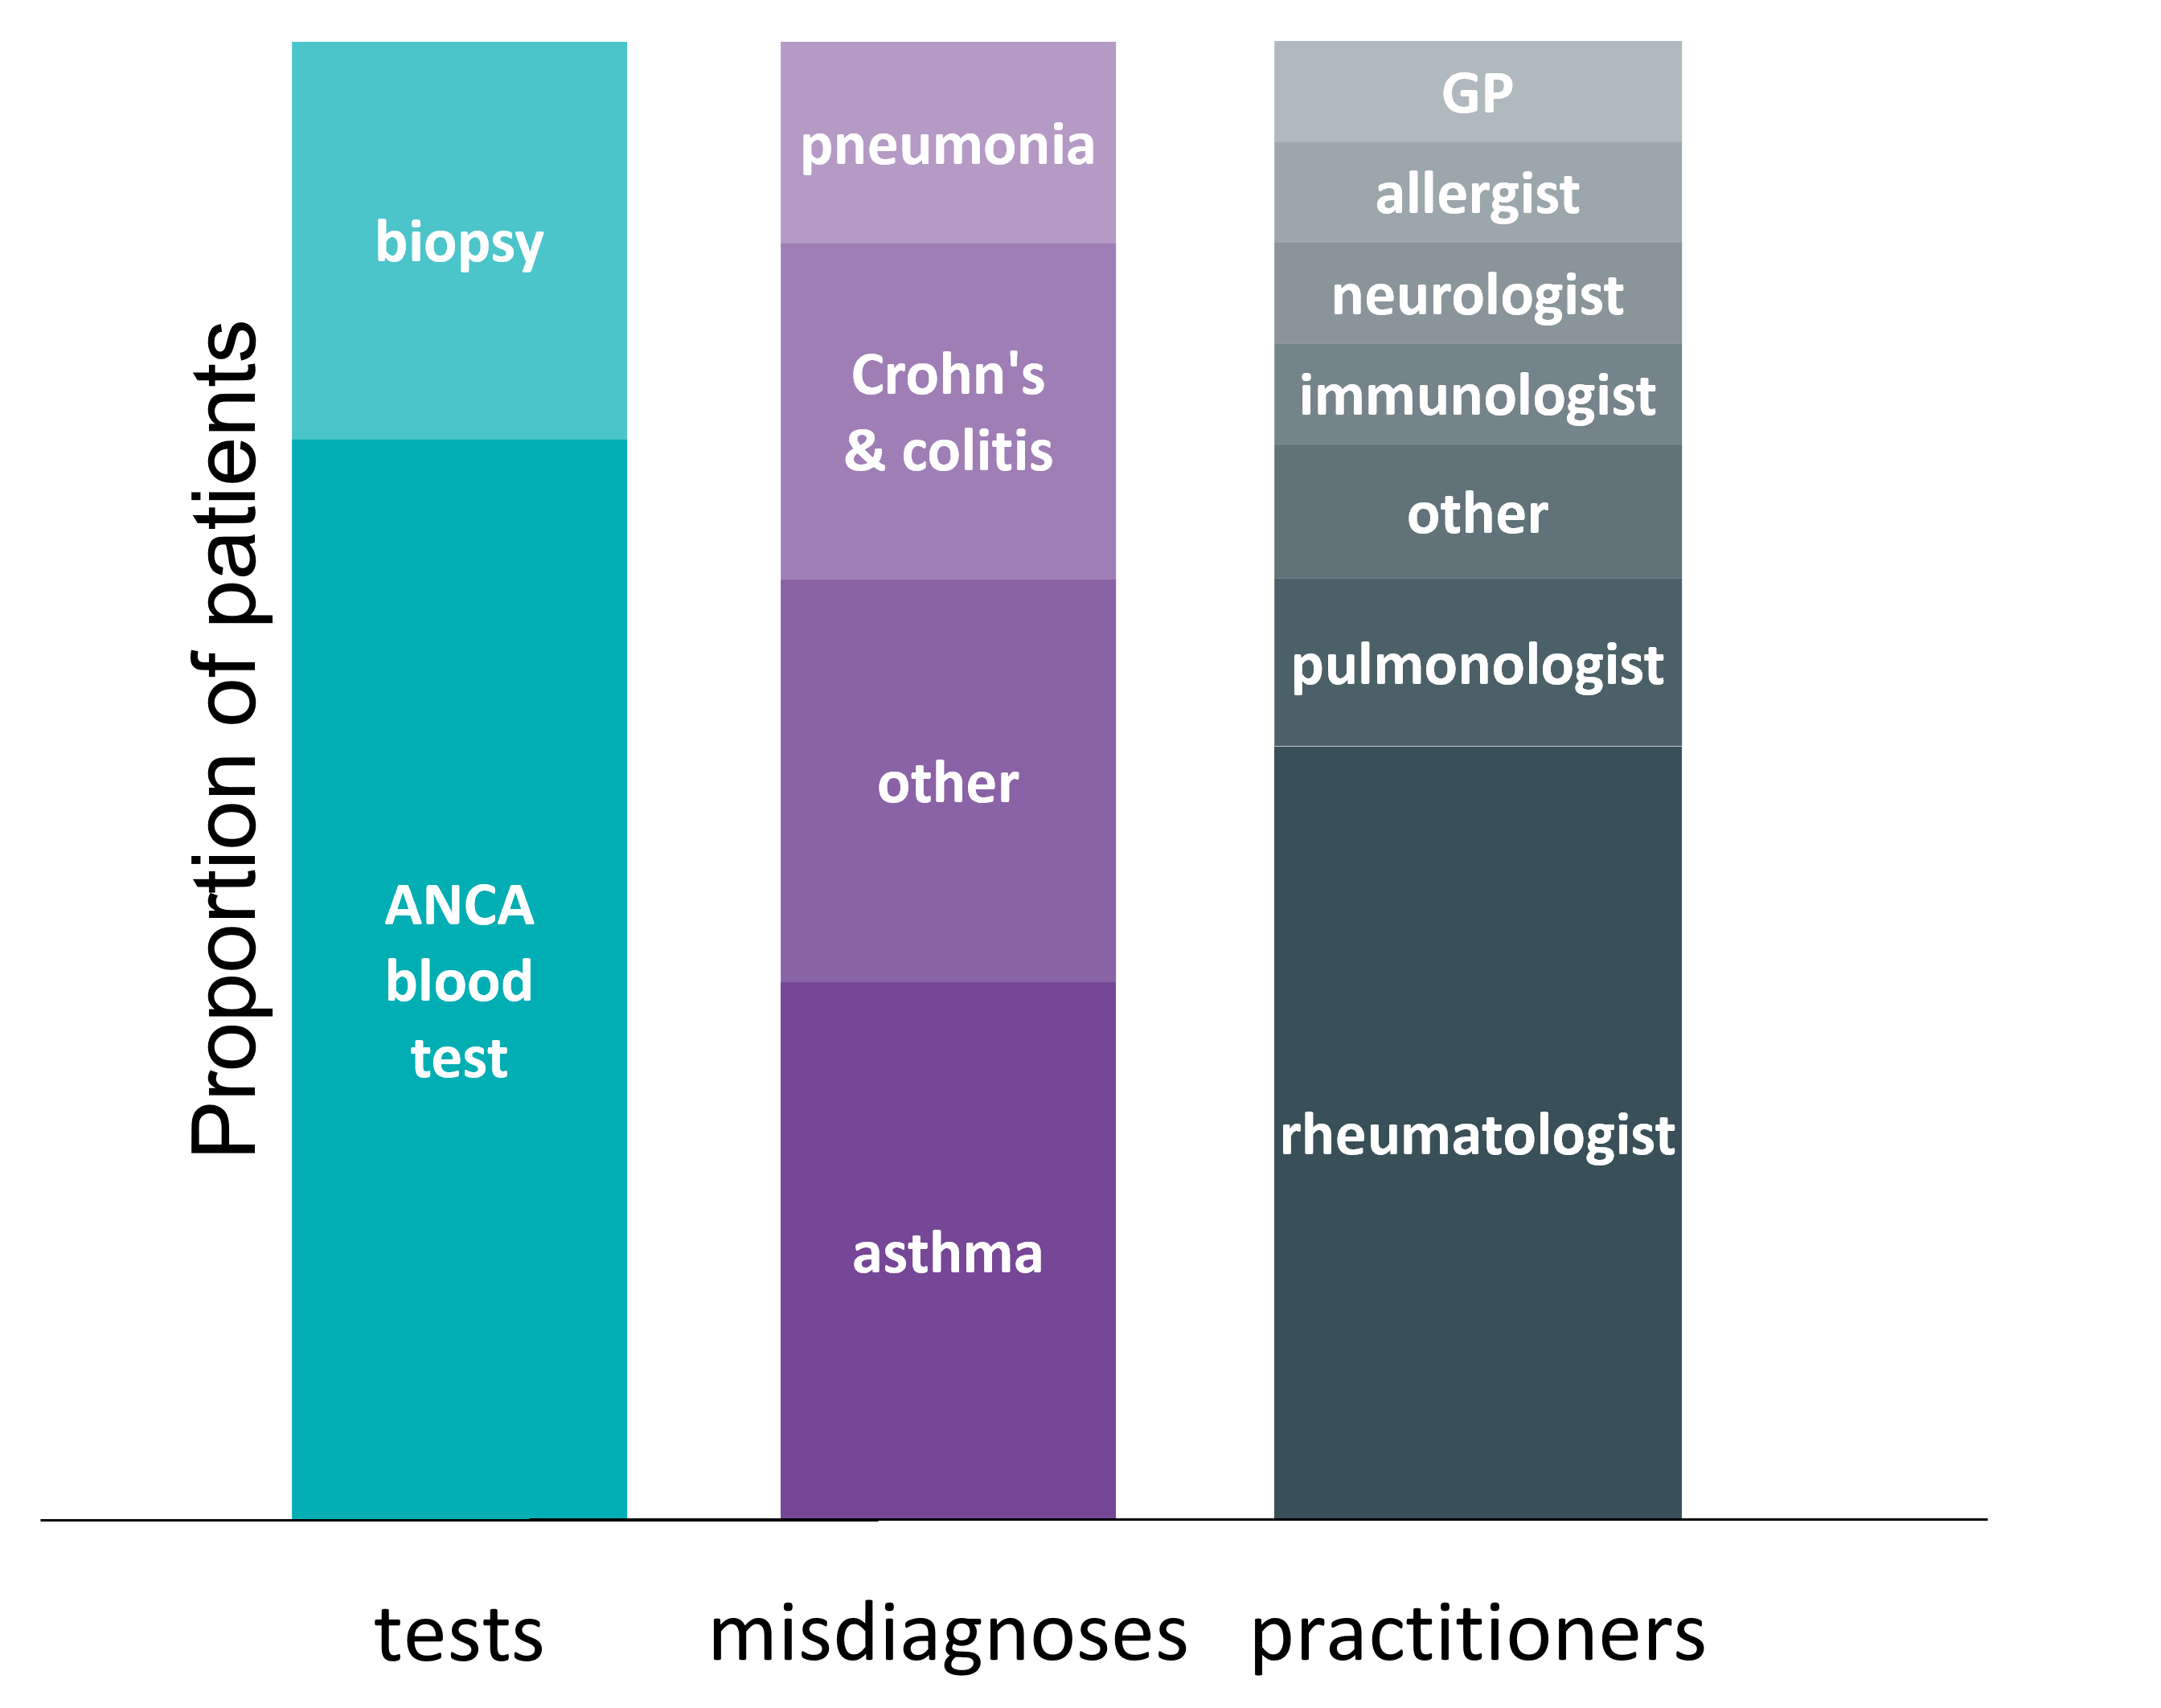 Proportion of patients
biopsy
ANCA
blood
test
pneumonia
Crohn's
& colitis
other
asthma
GP
allergist
neurologist
immunologist
other
pulmonologist
rheumatologist
tests
misdiagnoses
practitioners